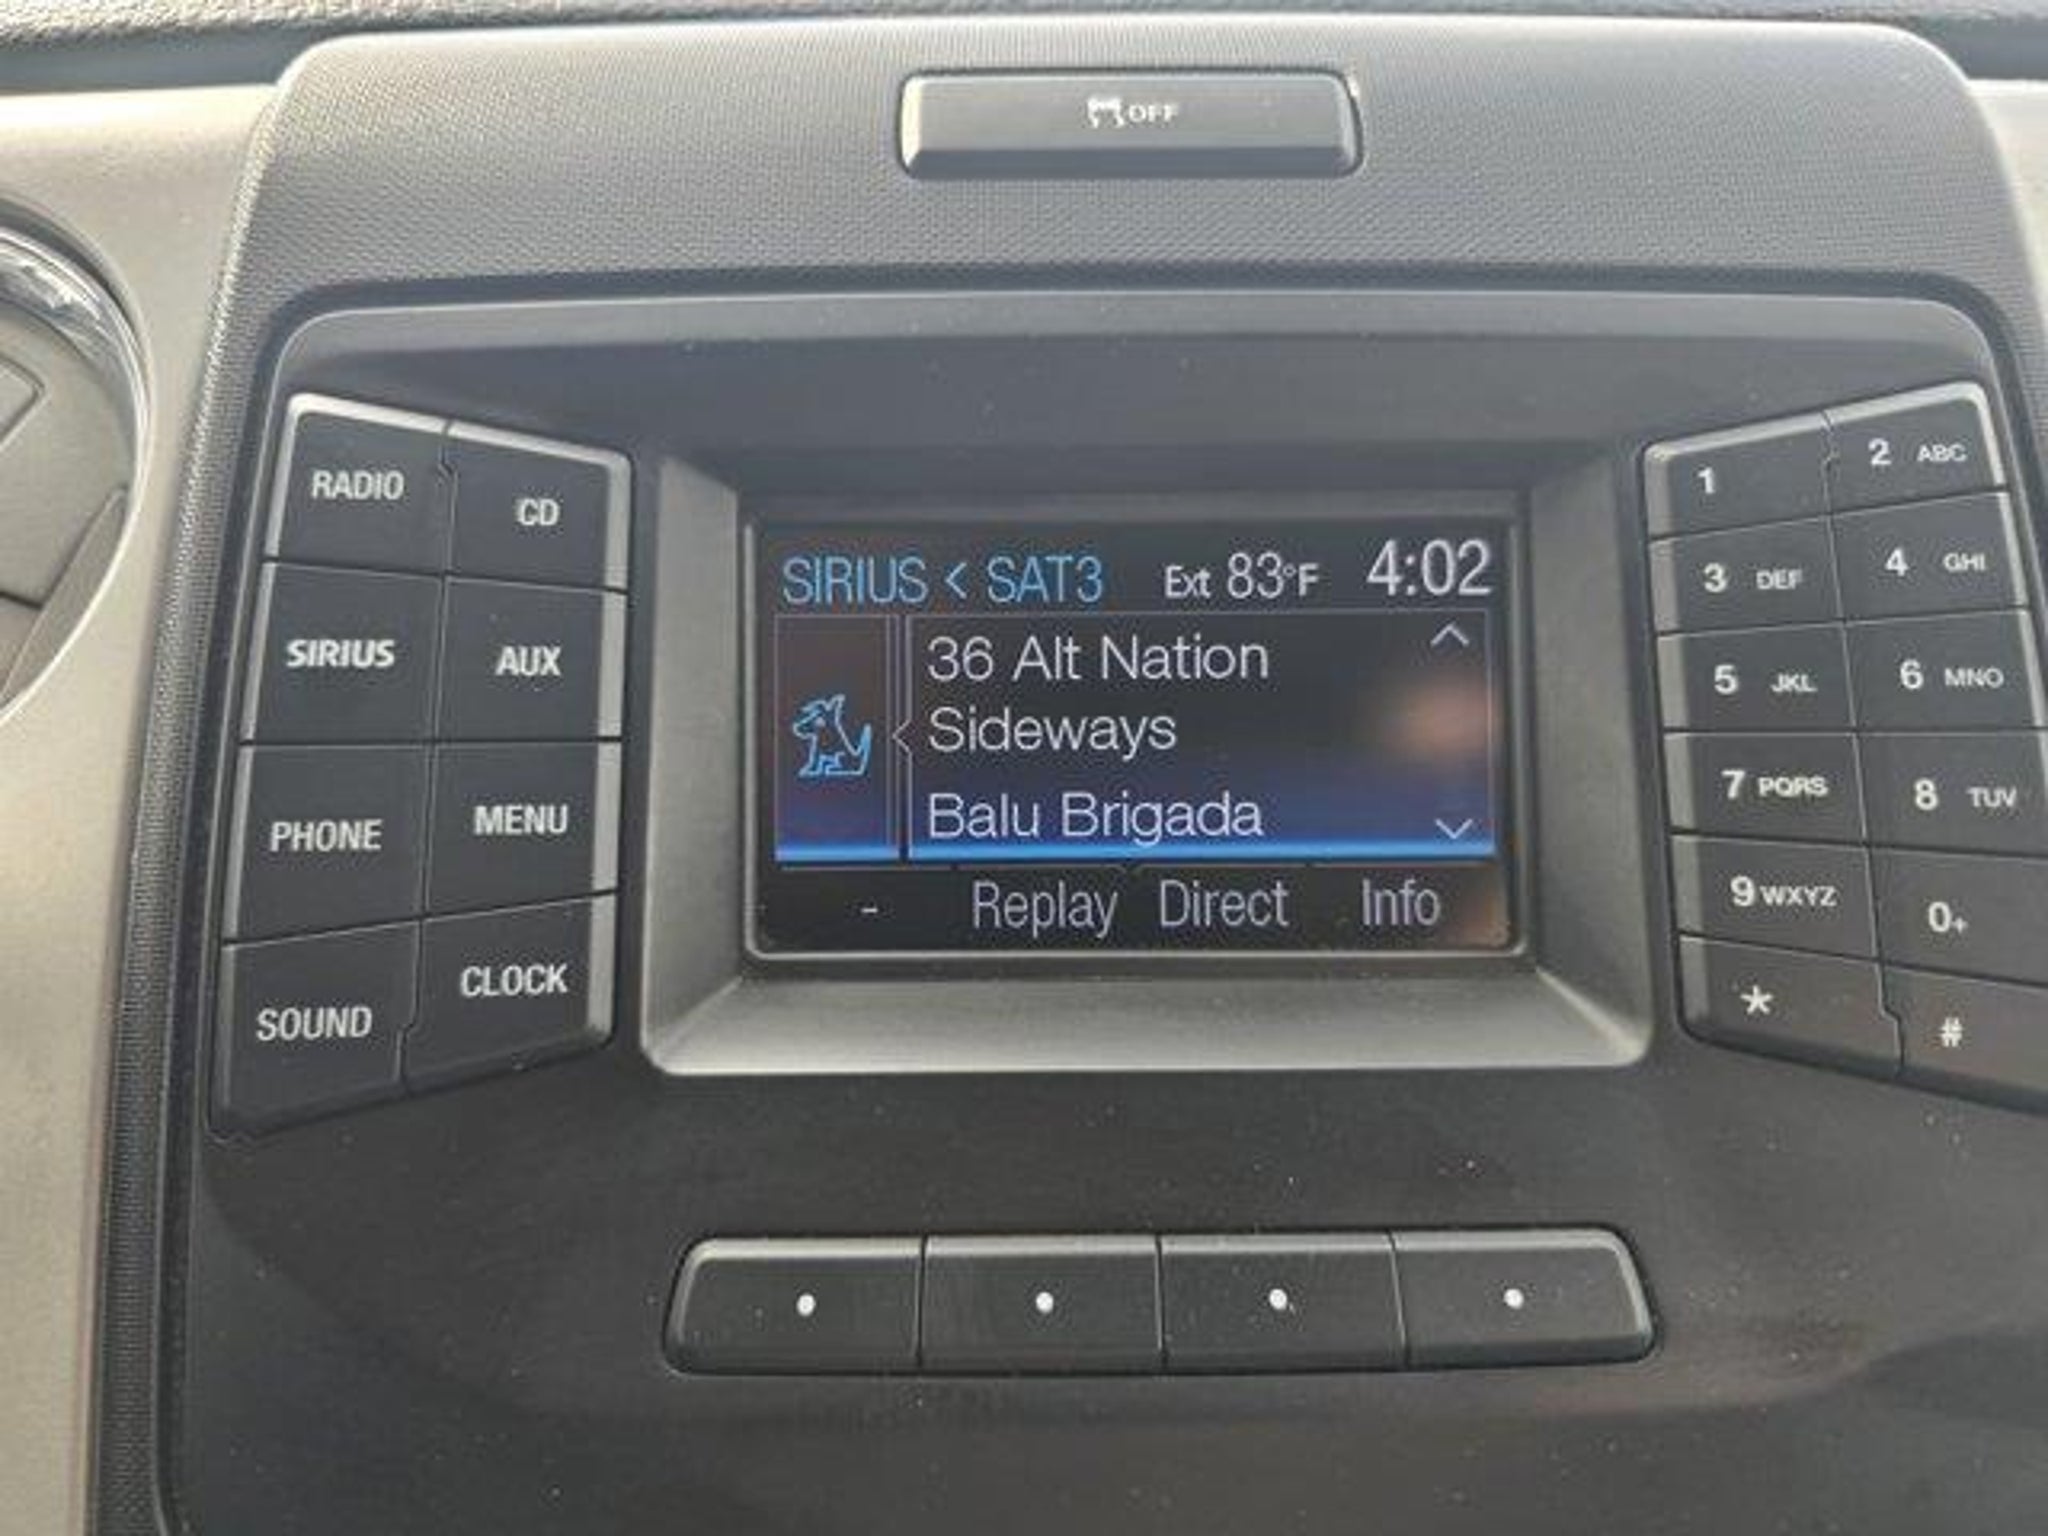 OFF
RADIO
CD
SIRIUS
AUX
PHONE
MENU
SOUND
CLOCK
SIRIUS < SAT3 Ext 83°F 4:02
36 Alt Nation
Sideways
Balu Brigada
- Replay Direct Info
1
2 ABC
3 DEF
4 GHI
5 JKL
6 MNO
7 PQRS
8 TUV
9 WXYZ
0+
*
#